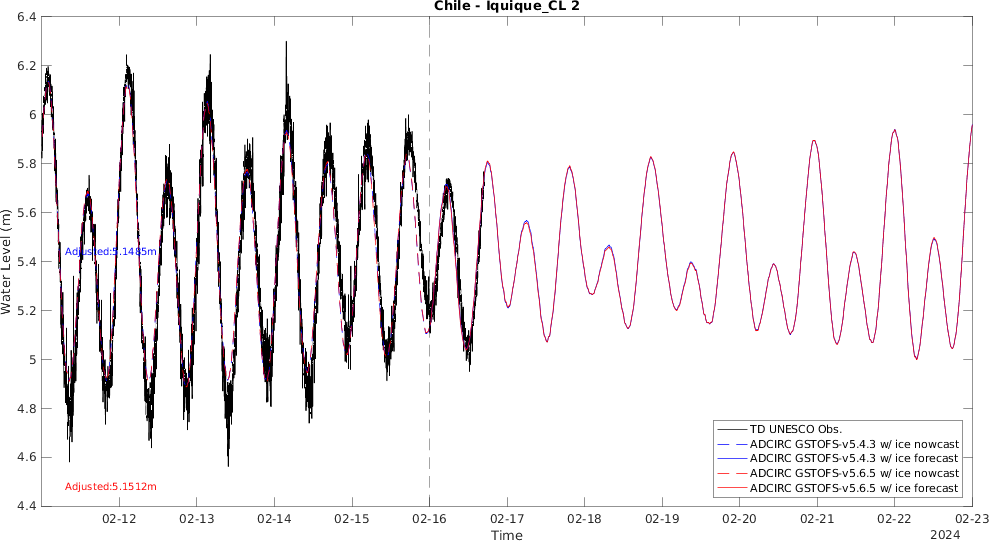 Chile - Iquique_CL 2
6.4
6.2
6
5.8
5.6
5.4
5.2
5
4.8
4.6
4.4
Water Level (m)
Adjusted:5.1485m
Adjusted:5.1512m
TD UNESCO Obs.
ADCIRC GSTOFS-v5.4.3 w/ ice nowcast
ADCIRC GSTOFS-v5.4.3 w/ ice forecast
ADCIRC GSTOFS-v5.6.5 w/ ice nowcast
ADCIRC GSTOFS-v5.6.5 w/ ice forecast
02-12 02-13 02-14 02-15 02-16 02-17 02-18 02-19 02-20 02-21 02-22 02-23
Time 2024